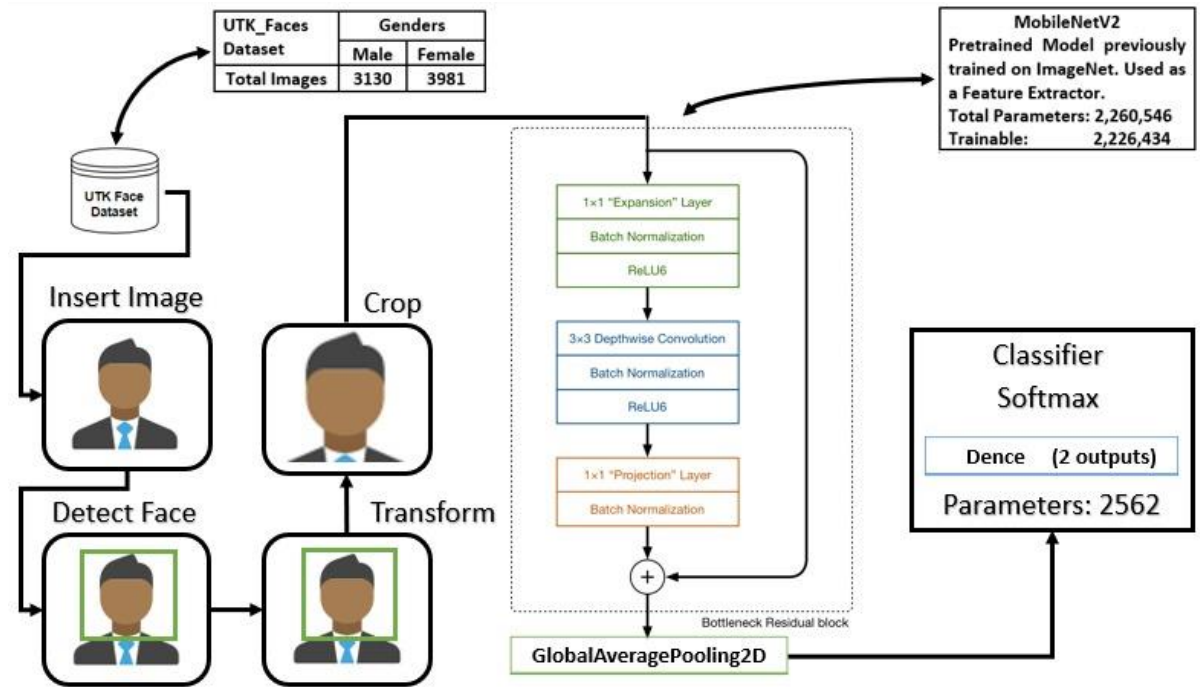 UTK_Faces
Dataset
Genders
Male Female
Total Images 3130 3981
MobileNetV2
Pretrained Model previously
trained on ImageNet. Used as
a Feature Extractor.
Total Parameters: 2,260,546
Trainable: 2,226,434
UTK Face
Dataset
Insert Image
Crop
Detect Face
Transform
1×1 “Expansion” Layer
Batch Normalization
ReLU6
3×3 Depthwise Convolution
Batch Normalization
ReLU6
1×1 “Projection” Layer
Batch Normalization
+
Bottleneck Residual block
GlobalAveragePooling2D
Classifier
Softmax
Dence (2 outputs)
Parameters: 2562